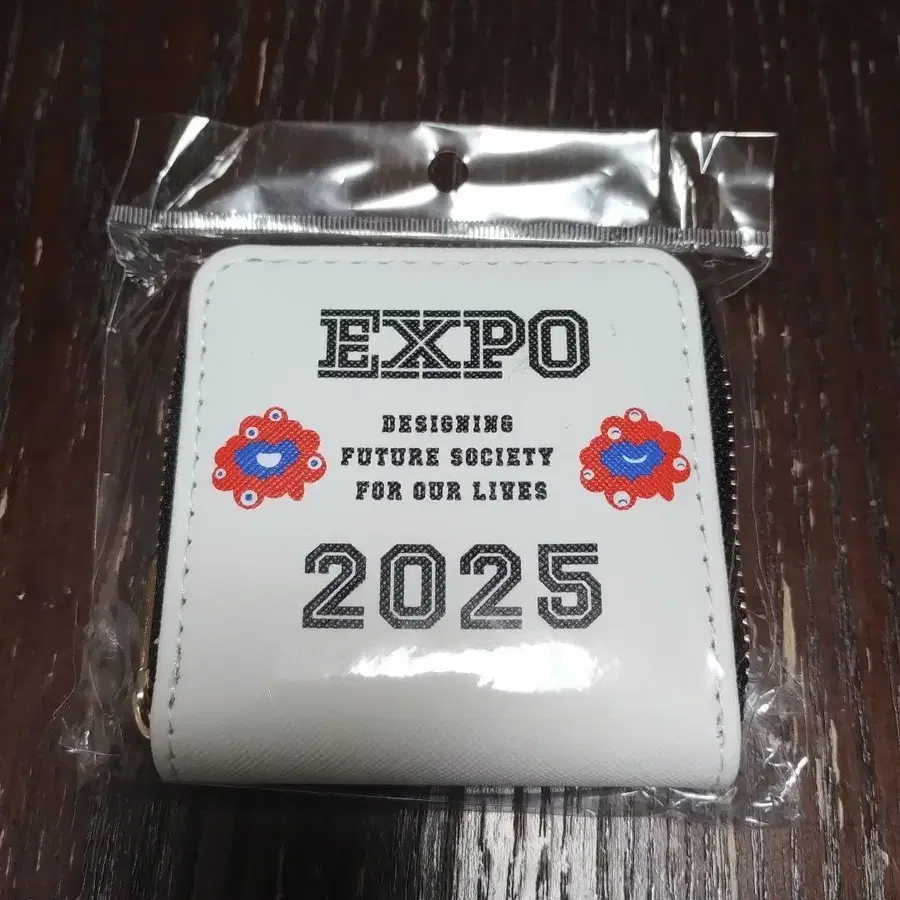 EXPO
DESIGNING
FUTURE SOCIETY
FOR OUR LIVES
2025